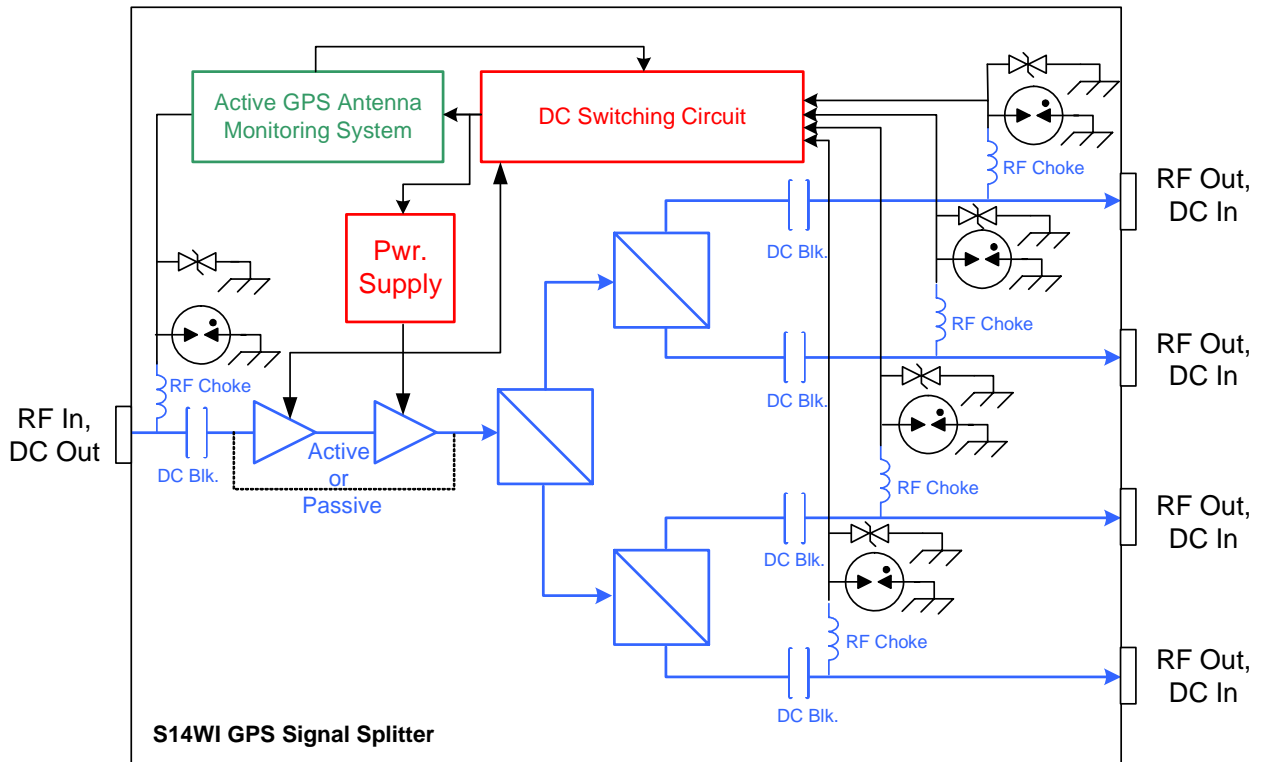 Active GPS Antenna
Monitoring System
DC Switching Circuit
RF Choke
RF Out,
DC In
DC Blk.
Pwr.
Supply
RF Choke
RF Out,
DC In
DC Blk.
RF Choke
RF In,
DC Out
DC Blk.
Active
or
Passive
RF Choke
RF Out,
DC In
DC Blk.
RF Choke
RF Out,
DC In
DC Blk.
S14WI GPS Signal Splitter